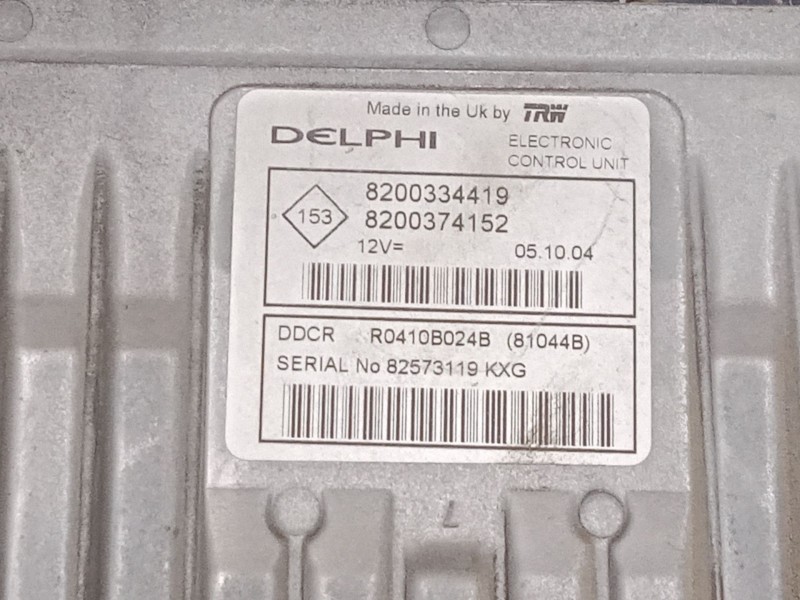 Made in the Uk by TRW
DELPHI
ELECTRONIC
CONTROL UNIT
153
8200334419
8200374152
12V= 05.10.04
DDCR R0410B024B (81044B)
SERIAL No 82573119 KXG